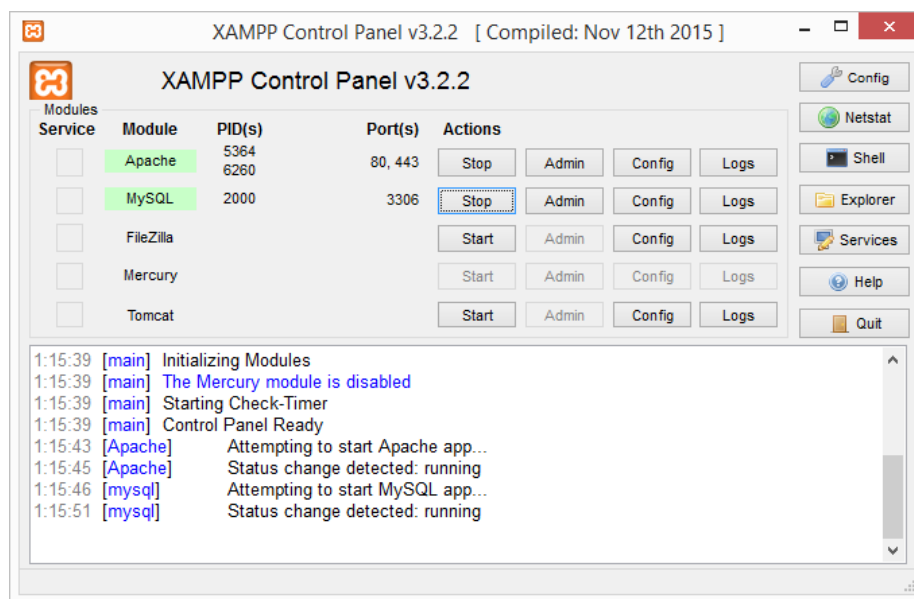 XAMPP Control Panel v3.2.2 [ Compiled: Nov 12th 2015 ]
XAMPP Control Panel v3.2.2
Config
Modules
Service Module PID(s) Port(s) Actions
Netstat
Apache 5364 6260 80, 443 Stop Admin Config Logs
Shell
MySQL 2000 3306 Stop Admin Config Logs
Explorer
FileZilla Start Admin Config Logs
Services
Mercury Start Admin Config Logs
Help
Tomcat Start Admin Config Logs
Quit
1:15:39 [main] Initializing Modules
1:15:39 [main] The Mercury module is disabled
1:15:39 [main] Starting Check-Timer
1:15:39 [main] Control Panel Ready
1:15:43 [Apache] Attempting to start Apache app...
1:15:45 [Apache] Status change detected: running
1:15:46 [mysql] Attempting to start MySQL app...
1:15:51 [mysql] Status change detected: running